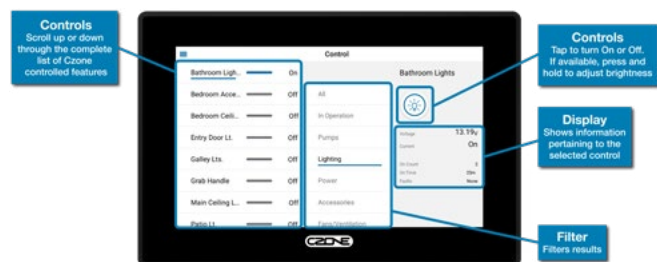 Controls
Scroll up or down
through the complete
list of Czone
controlled features
Controls
Tap to turn On or Off.
If available, press and
hold to adjust brightness
Display
Shows information
pertaining to the
selected control
Filter
Filters results
Control
Bathroom Ligh... On
Bedroom Acce... Off
Bedroom Ceili... Off
Entry Door Lt. Off
Galley Lts. Off
Grab Handle Off
Main Ceiling L... Off
Patio Lt. Off
All
In Operation
Pumps
Lighting
Power
Accessories
Fans/Ventilation
Bathroom Lights
Voltage 13.19V
Current On
On Count 2
On Time
Faults None
CZONE